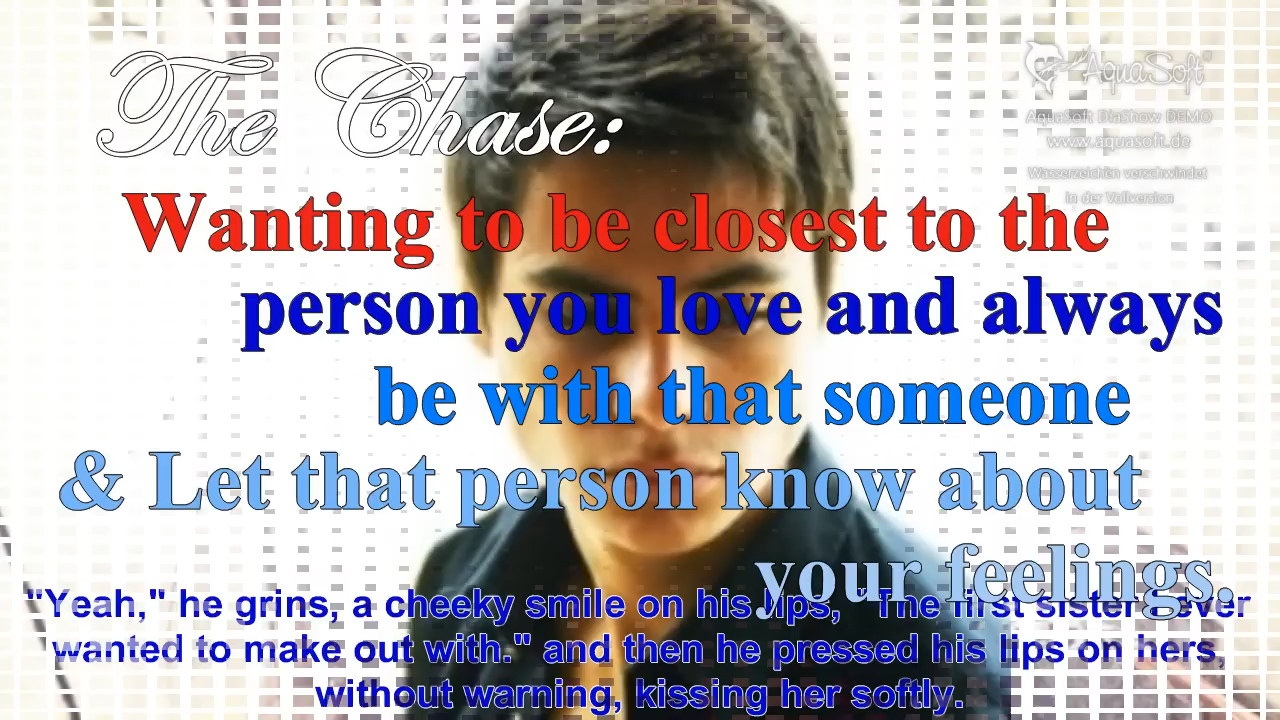 The Chase:
AquaSoft®
AquaSoft DiaShow DEMO
www.aquasoft.de
Wasserzeichen verschwindet
in der Vollversion
Wanting to be closest to the
person you love and always
be with that someone
& Let that person know about
your feelings.
"Yeah," he grins, a cheeky smile on his lips, "The first sister I ever
wanted to make out with." and then he pressed his lips on hers,
without warning, kissing her softly.